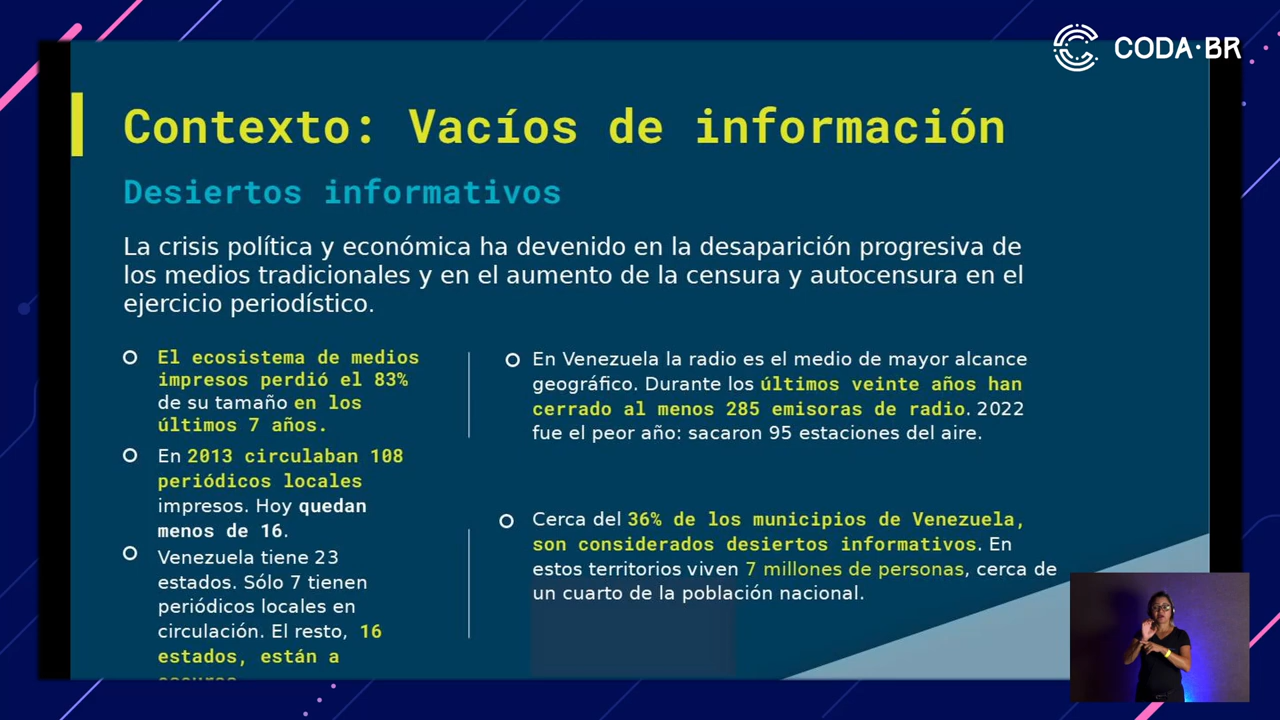 CODA·BR
Contexto: Vacíos de información
Desiertos informativos
La crisis política y económica ha devenido en la desaparición progresiva de
los medios tradicionales y en el aumento de la censura y autocensura en el
ejercicio periodístico.
El ecosistema de medios
impresos perdió el 83%
de su tamaño en los
últimos 7 años.
En 2013 circulaban 108
periódicos locales
impresos. Hoy quedan
menos de 16.
Venezuela tiene 23
estados. Sólo 7 tienen
periódicos locales en
circulación. El resto, 16
estados, están a
En Venezuela la radio es el medio de mayor alcance
geográfico. Durante los últimos veinte años han
cerrado al menos 285 emisoras de radio. 2022
fue el peor año: sacaron 95 estaciones del aire.
Cerca del 36% de los municipios de Venezuela,
son considerados desiertos informativos. En
estos territorios viven 7 millones de personas, cerca de
un cuarto de la población nacional.